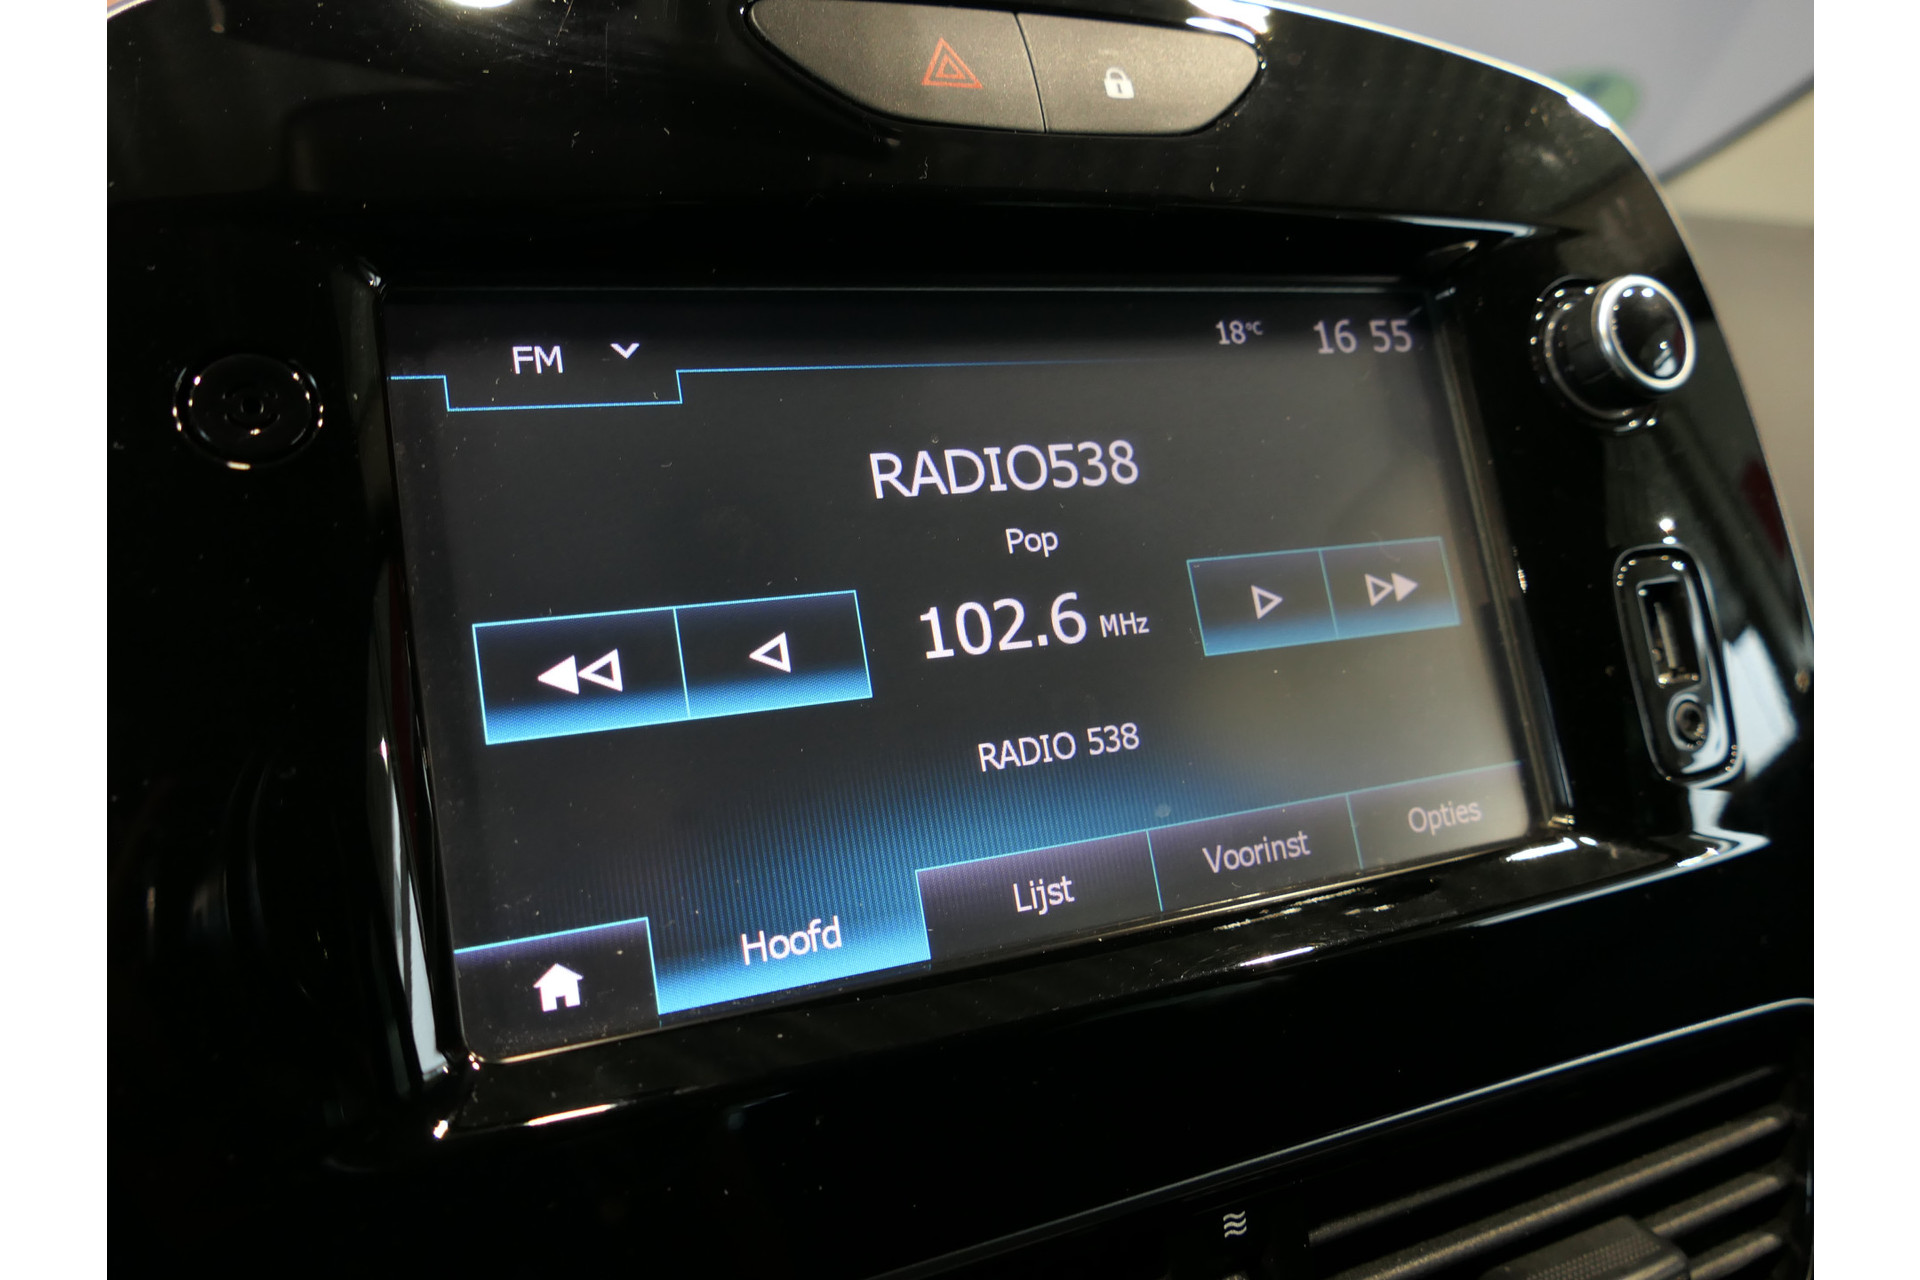 FM
18°C 16 55
RADIO538
Pop
102.6 MHz
RADIO 538
Hoofd Lijst Voorinst Opties